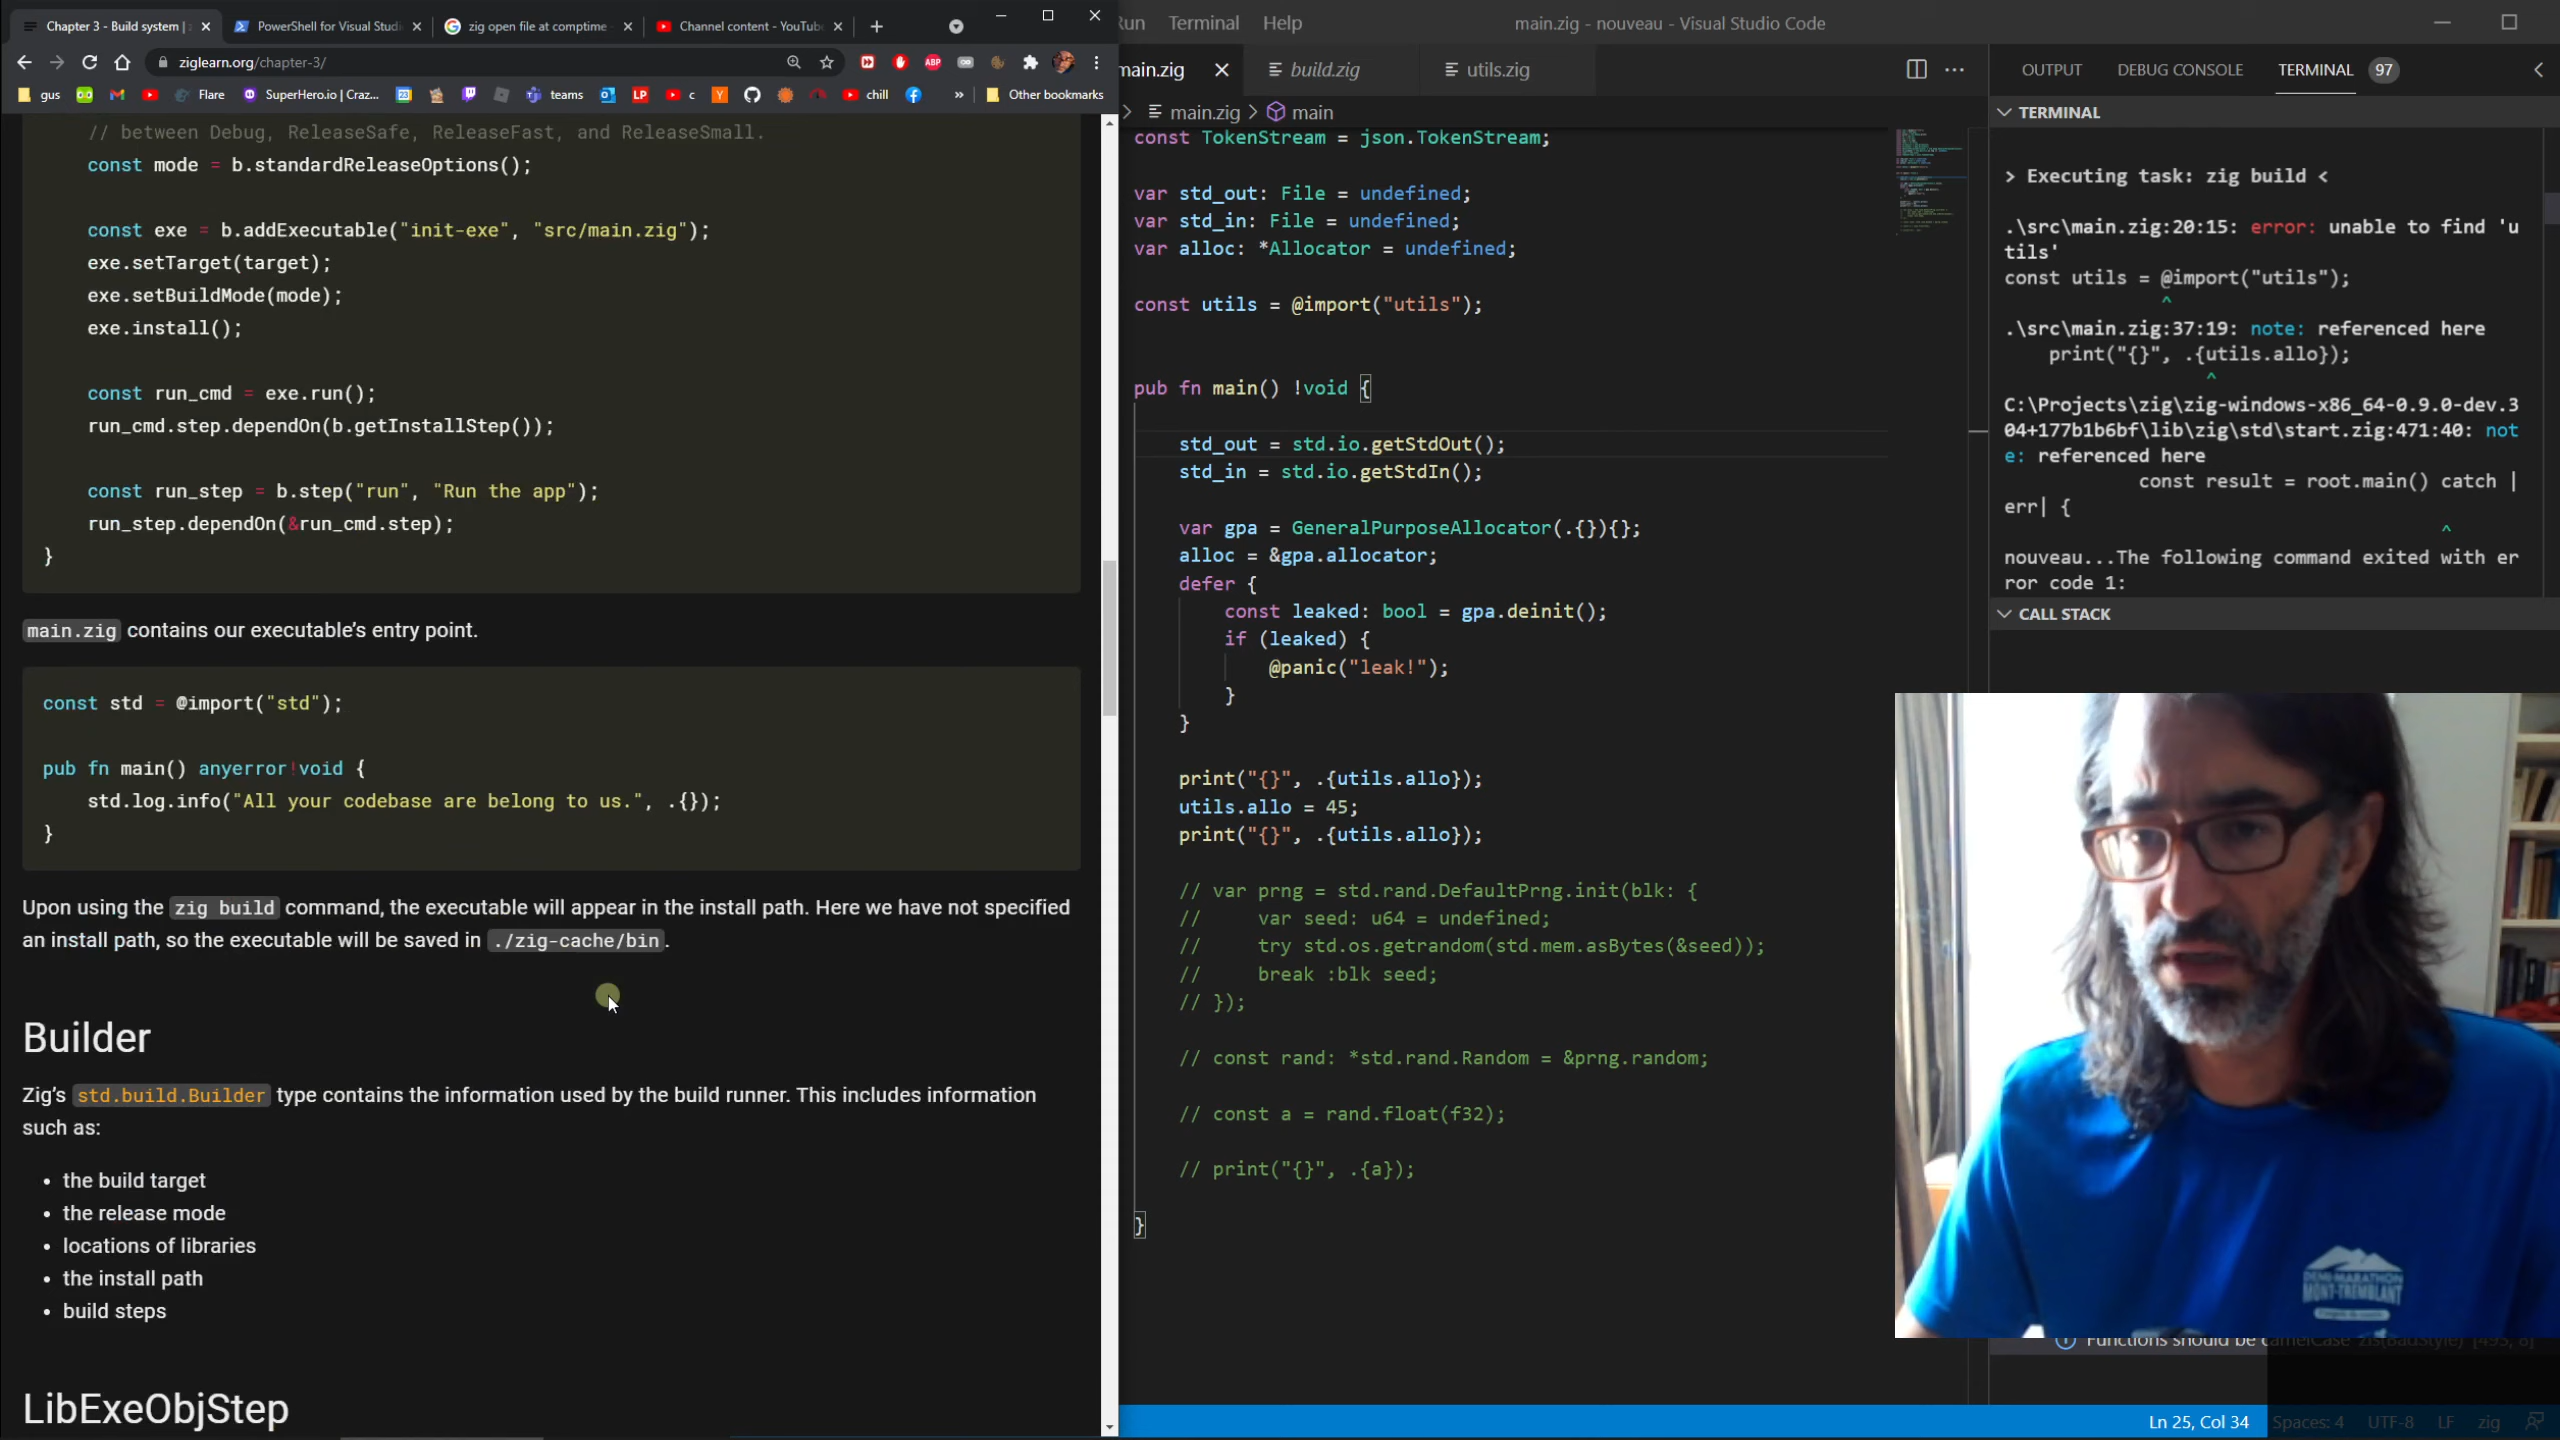 Chapter 3 - Build system |
PowerShell for Visual Studi
zig open file at comptime -
Channel content - YouTub
ziglearn.org/chapter-3/
ABP
gus
Flare
SuperHero.io | Craz...
teams
LP
c
chill
»
Other bookmarks
// between Debug, ReleaseSafe, ReleaseFast, and ReleaseSmall.
const mode = b.standardReleaseOptions();
const exe = b.addExecutable("init-exe", "src/main.zig");
exe.setTarget(target);
exe.setBuildMode(mode);
exe.install();
const run_cmd = exe.run();
run_cmd.step.dependOn(b.getInstallStep());
const run_step = b.step("run", "Run the app");
run_step.dependOn(&run_cmd.step);
}
main.zig contains our executable's entry point.
const std = @import("std");
pub fn main() anyerror!void {
std.log.info("All your codebase are belong to us.", .{});
}
Upon using the zig build command, the executable will appear in the install path. Here we have not specified
an install path, so the executable will be saved in ./zig-cache/bin.
Builder
Zig's std.build.Builder type contains the information used by the build runner. This includes information
such as:
• the build target
• the release mode
• locations of libraries
• the install path
• build steps
LibExeObjStep
Run Terminal Help
main.zig - nouveau - Visual Studio Code
main.zig
build.zig
utils.zig
main.zig > main
const TokenStream = json.TokenStream;
var std_out: File = undefined;
var std_in: File = undefined;
var alloc: *Allocator = undefined;
const utils = @import("utils");
pub fn main() !void {
std_out = std.io.getStdOut();
std_in = std.io.getStdIn();
var gpa = GeneralPurposeAllocator(.{}){};
alloc = &gpa.allocator;
defer {
const leaked: bool = gpa.deinit();
if (leaked) {
@panic("leak!");
}
}
print("{}", .{utils.allo});
utils.allo = 45;
print("{}", .{utils.allo});
// var prng = std.rand.DefaultPrng.init(blk: {
// var seed: u64 = undefined;
// try std.os.getrandom(std.mem.asBytes(&seed));
// break :blk seed;
// });
// const rand: *std.rand.Random = &prng.random;
// const a = rand.float(f32);
// print("{}", .{a});
}
OUTPUT DEBUG CONSOLE TERMINAL 97
TERMINAL
> Executing task: zig build <
.\src\main.zig:20:15: error: unable to find 'u
tils'
const utils = @import("utils");
^
.\src\main.zig:37:19: note: referenced here
print("{}", .{utils.allo});
^
C:\Projects\zig\zig-windows-x86_64-0.9.0-dev.3
04+177b1b6bf\lib\zig\std\start.zig:471:40: not
e: referenced here
const result = root.main() catch |
err| {
^
nouveau...The following command exited with er
ror code 1:
CALL STACK
DEMI-MARATHON
MONT-TREMBLANT
Functions should be camelCase zls(BadStyle) [495, 8]
Ln 25, Col 34
Spaces: 4
UTF-8
LF
zig